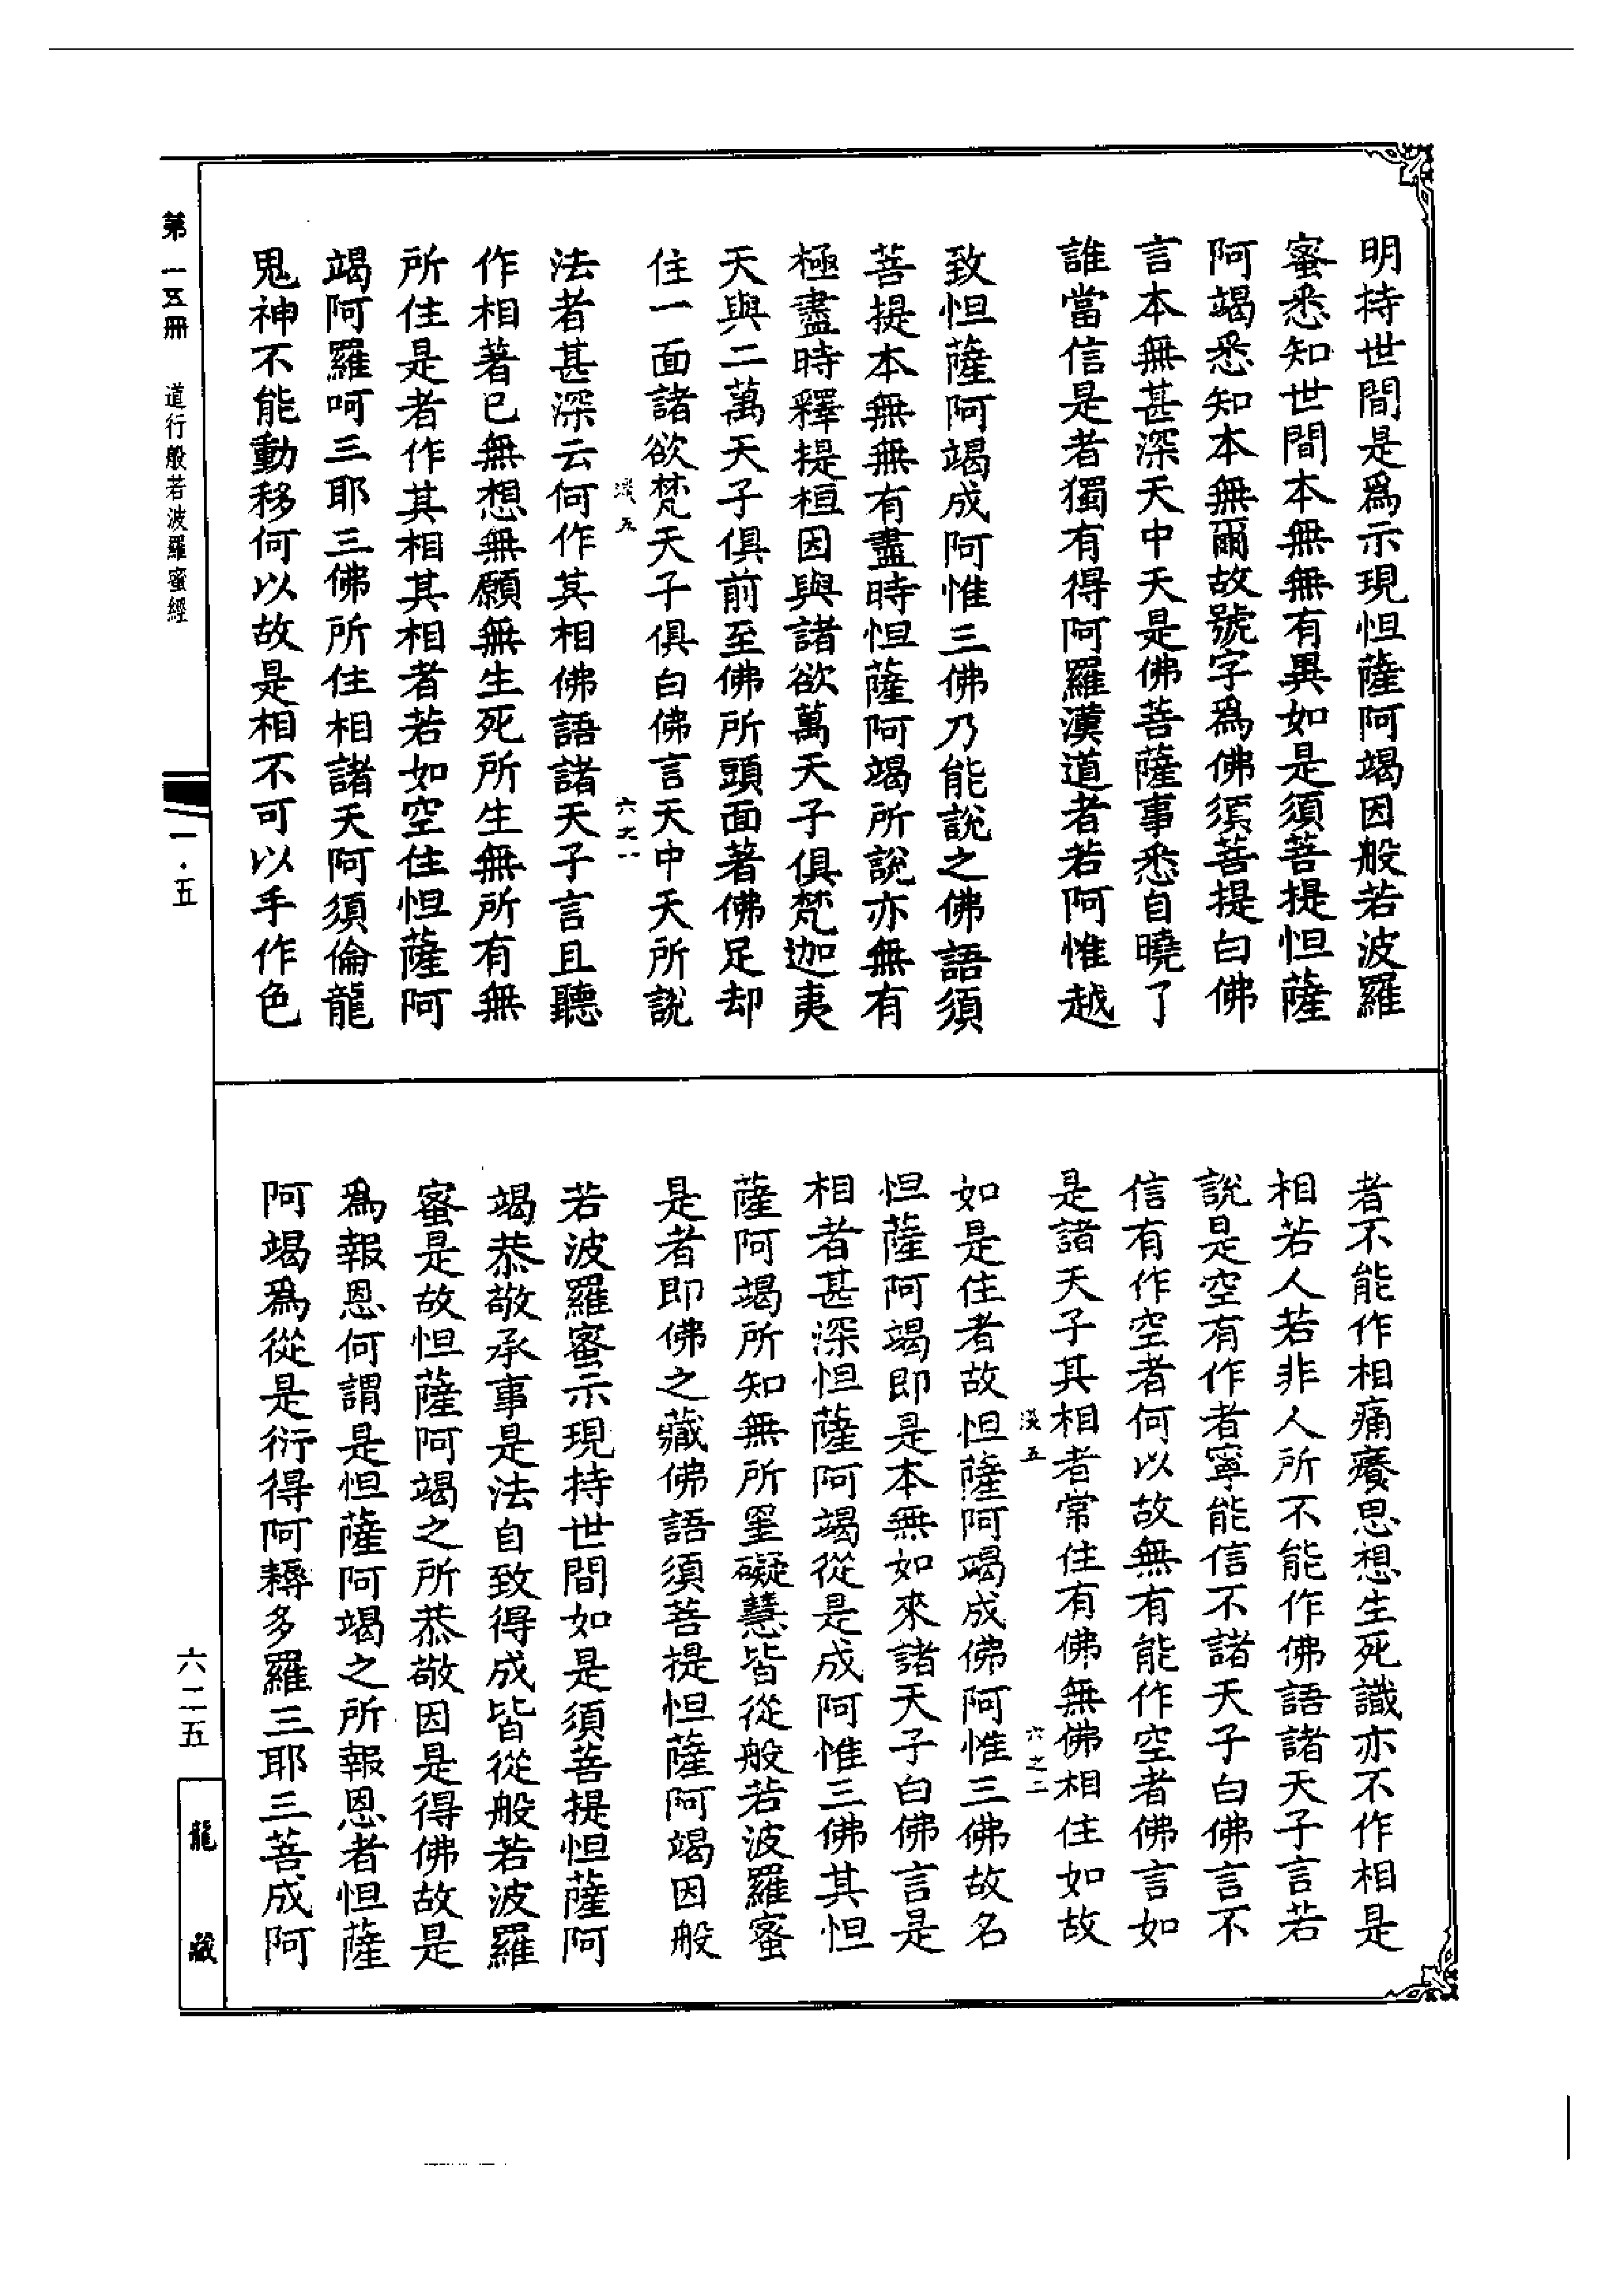 明持世間是爲示現怛薩阿竭因般若波羅
蜜悉知世間本無無有異如是須菩提怛薩
阿竭悉知本無爾故號字爲佛須菩提白佛
言本無甚深天中天是佛菩薩事悉自曉了
誰當信是者獨有得阿羅漢道者若阿惟越
致怛薩阿竭成阿惟三佛乃能說之佛語須
菩提本無無有盡時怛薩阿竭所說亦無有
極盡時釋提桓因與諸欲萬天子俱梵迦夷
天與二萬天子俱前至佛所頭面著佛足却
住一面諸欲梵天子俱白佛言天中天所說
五
六之一
法者甚深云何作其相佛語諸天子言且聽
作相著已無想無願無生死所生無所有無
所住是者作其相其相者若如空住怛薩阿
竭阿羅呵三耶三佛所住相諸天阿須倫龍
鬼神不能動移何以故是相不可以手作色
者不能作相痛痒思想生死識亦不作相是
相若人若非人所不能作佛語諸天子言若
說是空有作者寧能信不諸天子白佛言不
信有作空者何以故無有能作空者佛言如
是諸天子其相者常住有佛無佛相住如故
五
六之二
如是住者故怛薩阿竭成佛阿惟三佛故名
怛薩阿竭即是本無如來諸天子白佛言是
相者甚深怛薩阿竭從是成阿惟三佛其怛
薩阿竭所知無所罣礙慧皆從般若波羅蜜
是者即佛之藏佛語須菩提怛薩阿竭因般
若波羅蜜示現持世間如是須菩提怛薩阿
竭恭敬承事是法自致得成皆從般若波羅
蜜是故怛薩阿竭之所恭敬因是得佛故是
爲報恩何謂是怛薩阿竭之所報恩者怛薩
阿竭爲從是衍得阿耨多羅三耶三菩成阿
第一五冊 道行般若波羅蜜經
一·五
六二五
龍藏